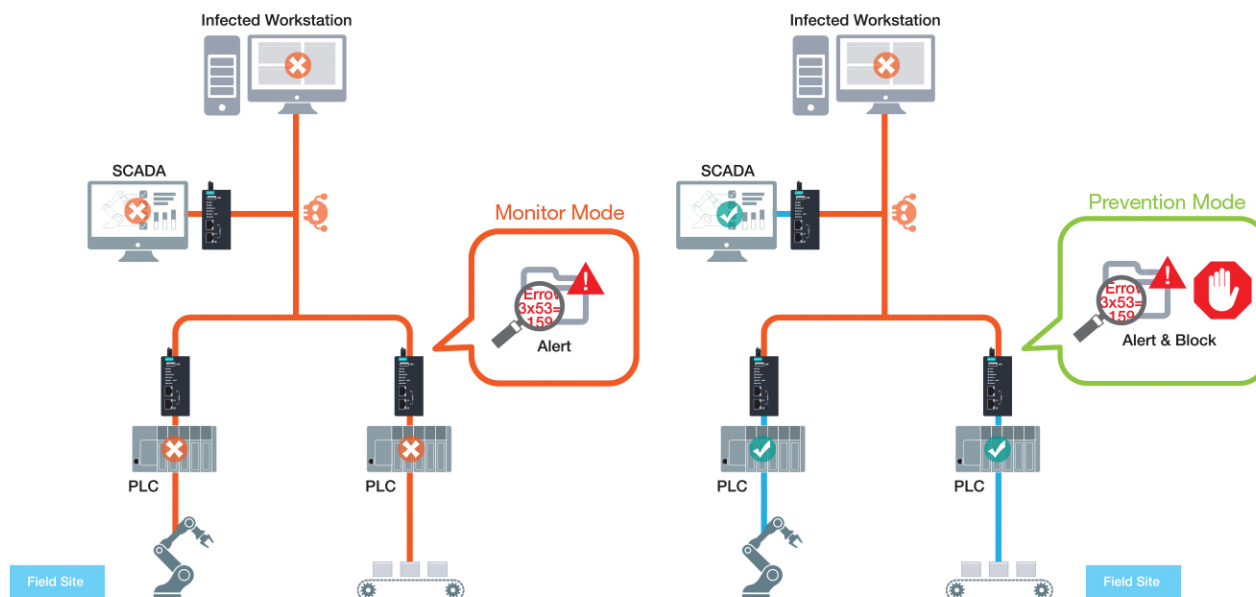 Infected Workstation
SCADA
Monitor Mode
Error
3x53=
159
Alert
PLC
PLC
Field Site
Infected Workstation
SCADA
Prevention Mode
Error
3x53=
159
Alert & Block
PLC
PLC
Field Site